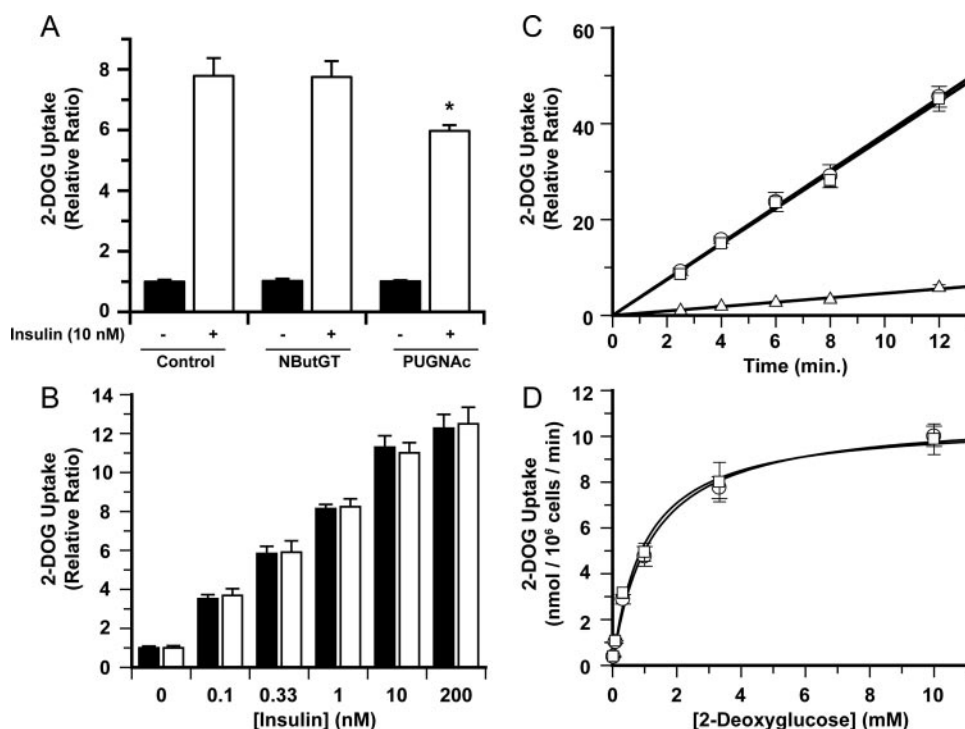 A
2-DOG Uptake
(Relative Ratio)
8
6
4
2
0
Insulin (10 nM) - + - + - +
*
Control NButGT PUGNAc
B
2-DOG Uptake
(Relative Ratio)
14
12
10
8
6
4
2
0
0 0.1 0.33 1 10 200
[Insulin] (nM)
C
2-DOG Uptake
(Relative Ratio)
60
40
20
0
0 2 4 6 8 10 12
Time (min.)
D
2-DOG Uptake
(nmol / 10⁶ cells / min)
12
10
8
6
4
2
0
0 2 4 6 8 10
[2-Deoxyglucose] (mM)